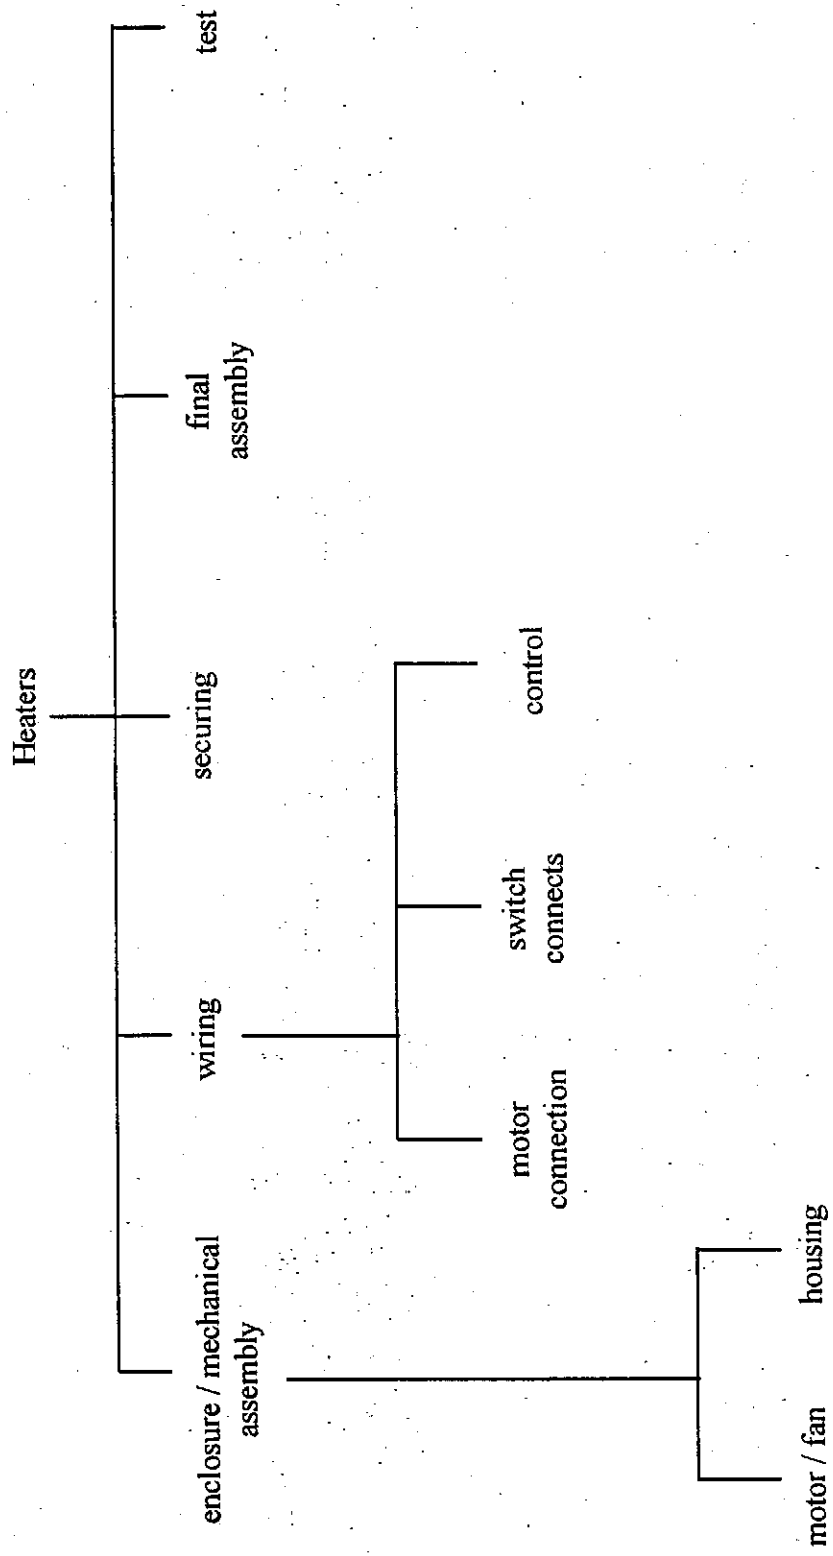 Heaters
enclosure / mechanical
assembly
wiring
securing
final
assembly
test
motor
connection
switch
connects
control
motor / fan
housing